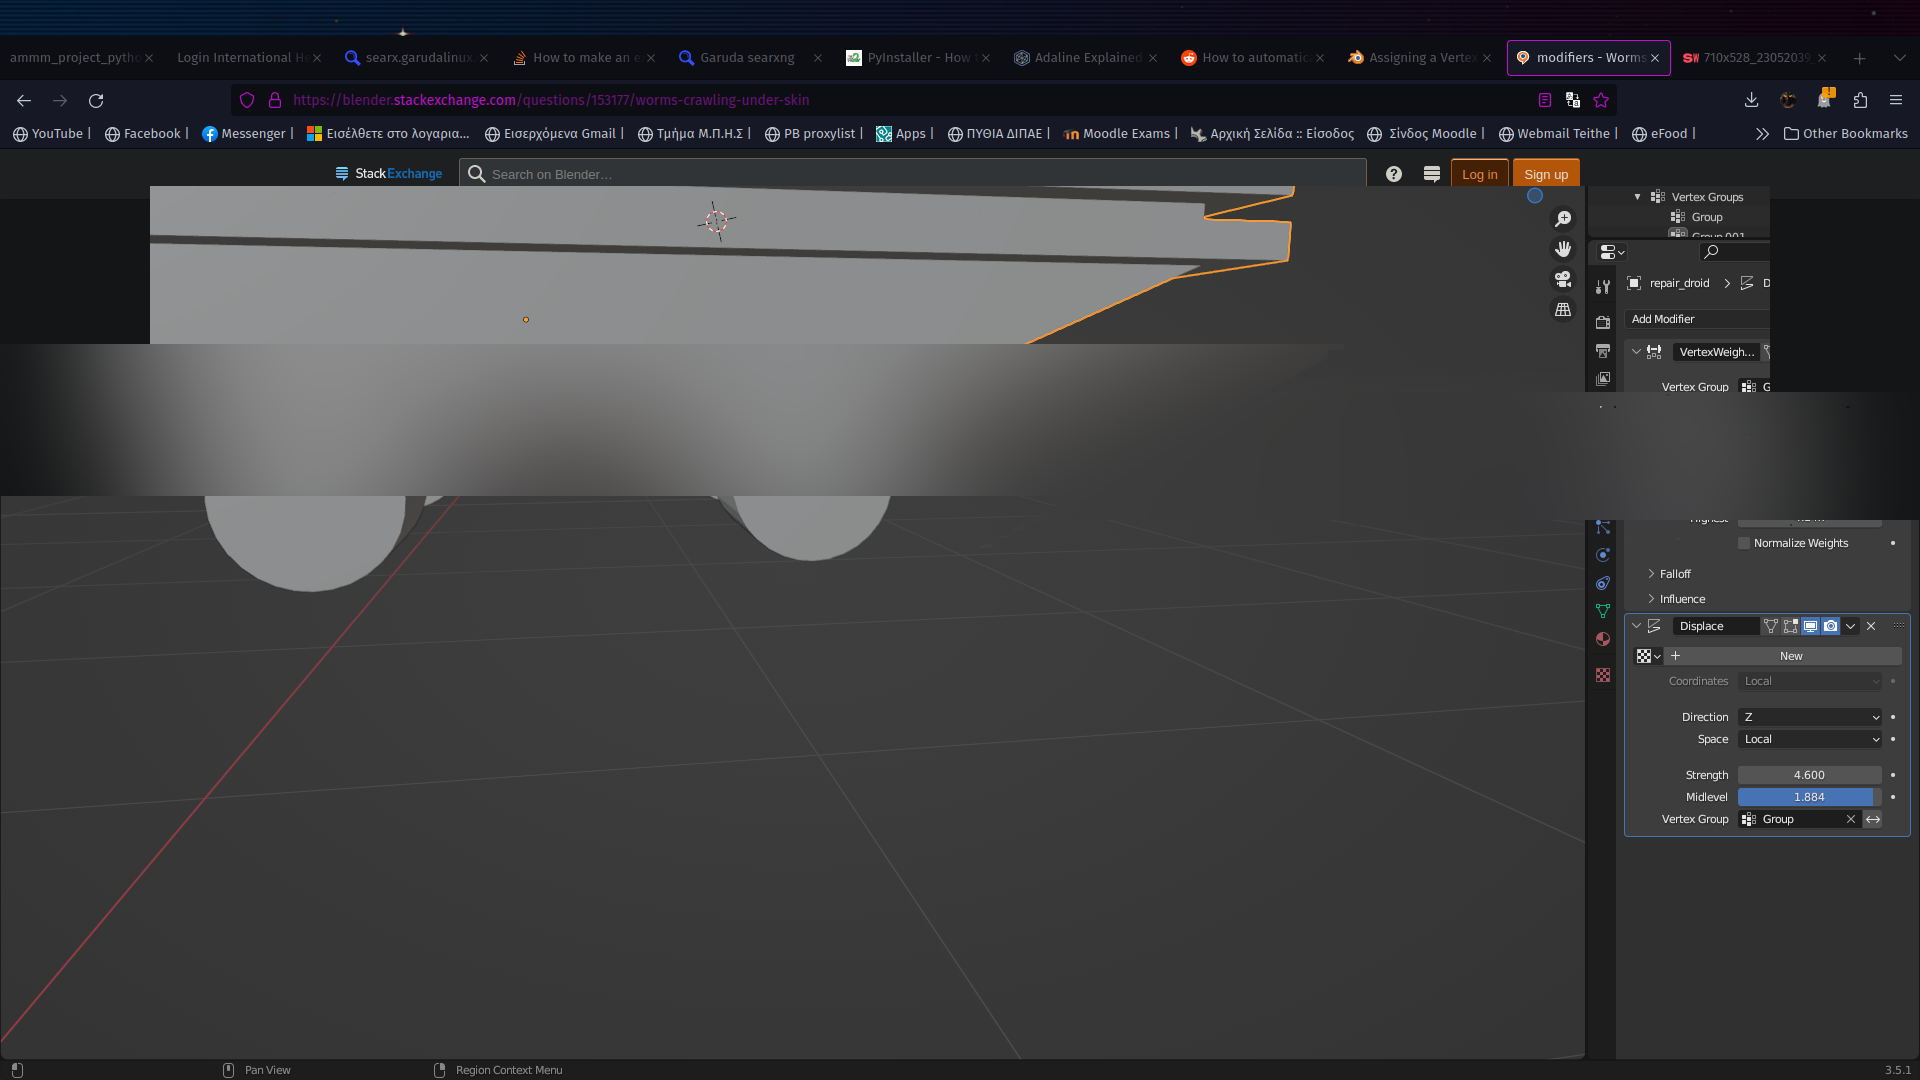 ammm_project_pytho
Login International He
searx.garudalinux.
How to make an e
Garuda searxng
PyInstaller - How t
Adaline Explained
How to automatic
Assigning a Vertex
modifiers - Worms
710x528_23052039_
https://blender.stackexchange.com/questions/153177/worms-crawling-under-skin
YouTube |
Facebook |
Messenger |
Εισέλθετε στο λογαρια...
Εισερχόμενα Gmail |
Τμήμα Μ.Π.Η.Σ |
PB proxylist |
Apps |
ΠΥΘΙΑ ΔΙΠΑΕ |
Moodle Exams |
Αρχική Σελίδα :: Είσοδος
Σίνδος Moodle |
Webmail Teithe |
eFood |
Other Bookmarks
StackExchange
Search on Blender…
Log in
Sign up
Vertex Groups
Group
repair_droid
D
Add Modifier
VertexWeigh...
Vertex Group
G
Normalize Weights
Falloff
Influence
Displace
New
Coordinates Local
Direction Z
Space Local
Strength 4.600
Midlevel 1.884
Vertex Group Group
Pan View
Region Context Menu
3.5.1